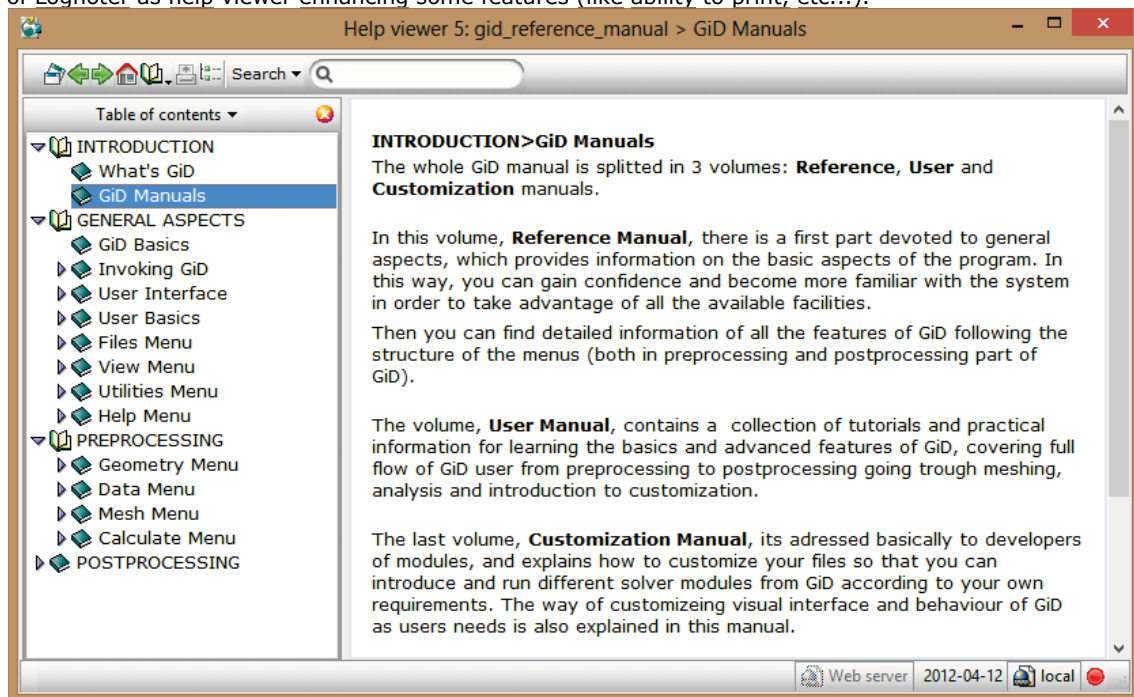 of Lognoter as help viewer enhancing some features (like ability to print, etc...).
Help viewer 5: gid_reference_manual > GiD Manuals
Search
Table of contents
INTRODUCTION
What's GiD
GiD Manuals
GENERAL ASPECTS
GiD Basics
Invoking GiD
User Interface
User Basics
Files Menu
View Menu
Utilities Menu
Help Menu
PREPROCESSING
Geometry Menu
Data Menu
Mesh Menu
Calculate Menu
POSTPROCESSING
INTRODUCTION>GiD Manuals
The whole GiD manual is splitted in 3 volumes: Reference, User and
Customization manuals.
In this volume, Reference Manual, there is a first part devoted to general
aspects, which provides information on the basic aspects of the program. In
this way, you can gain confidence and become more familiar with the system
in order to take advantage of all the available facilities.
Then you can find detailed information of all the features of GiD following the
structure of the menus (both in preprocessing and postprocessing part of
GiD).
The volume, User Manual, contains a  collection of tutorials and practical
information for learning the basics and advanced features of GiD, covering full
flow of GiD user from preprocessing to postprocessing going trough meshing,
analysis and introduction to customization.
The last volume, Customization Manual, its adressed basically to developers
of modules, and explains how to customize your files so that you can
introduce and run different solver modules from GiD according to your own
requirements. The way of customizeing visual interface and behaviour of GiD
as users needs is also explained in this manual.
Web server 2012-04-12 local